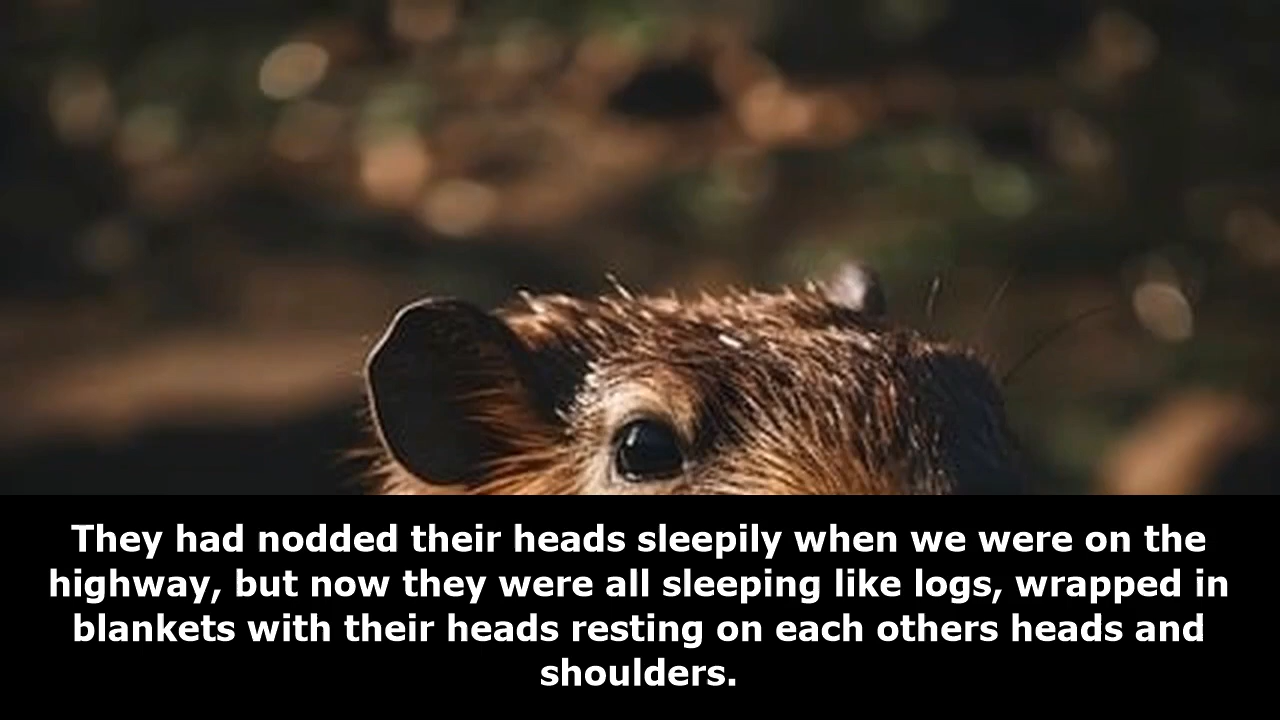 They had nodded their heads sleepily when we were on the
highway, but now they were all sleeping like logs, wrapped in
blankets with their heads resting on each others heads and
shoulders.